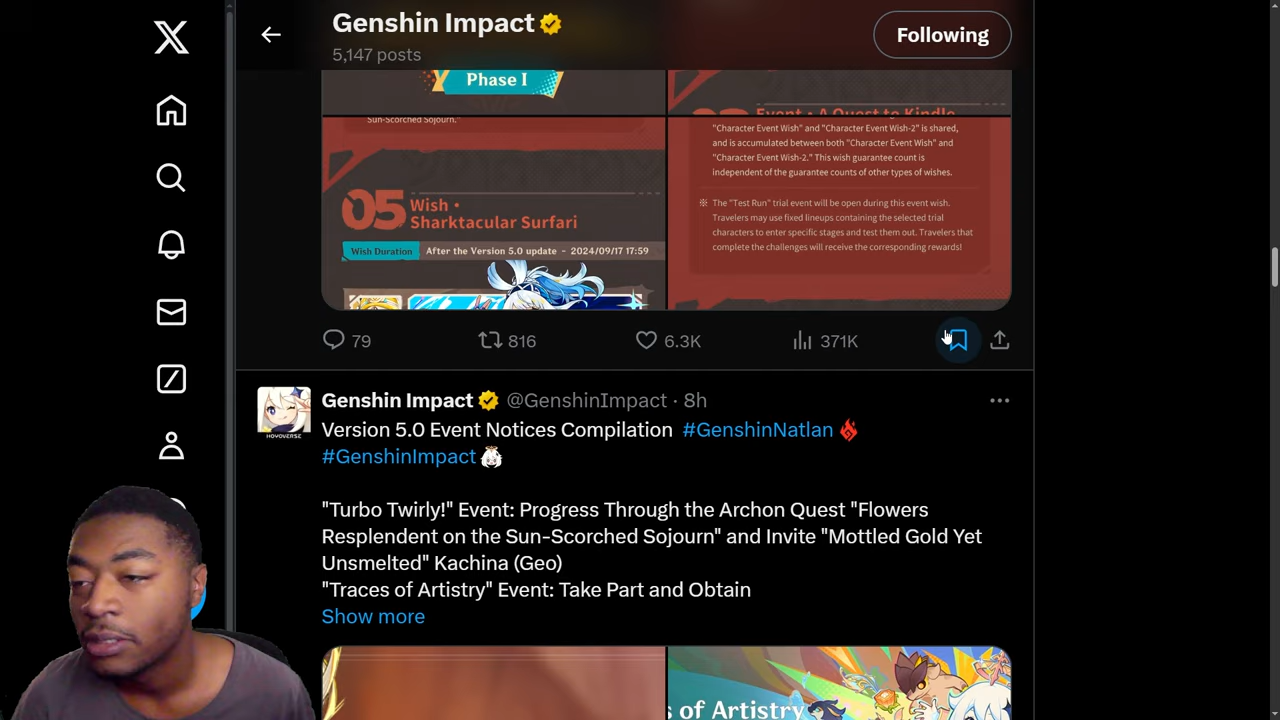 Genshin Impact
5,147 posts
Following
Phase I
Sun-Scorched Sojourn."
05 Wish •
Sharktacular Surfari
Wish Duration After the Version 5.0 update – 2024/09/17 17:59
Event • A Quest to Kindle
"Character Event Wish" and "Character Event Wish-2" is shared,
and is accumulated between both "Character Event Wish" and
"Character Event Wish-2." This wish guarantee count is
independent of the guarantee counts of other types of wishes.
※ The "Test Run" trial event will be open during this event wish.
Travelers may use fixed lineups containing the selected trial
characters to enter specific stages and test them out. Travelers that
complete the challenges will receive the corresponding rewards!
79 816 6.3K 371K
Genshin Impact @GenshinImpact · 8h
Version 5.0 Event Notices Compilation #GenshinNatlan
#GenshinImpact
"Turbo Twirly!" Event: Progress Through the Archon Quest "Flowers
Resplendent on the Sun-Scorched Sojourn" and Invite "Mottled Gold Yet
Unsmelted" Kachina (Geo)
"Traces of Artistry" Event: Take Part and Obtain
Show more
HOYOVERSE
s of Artistry